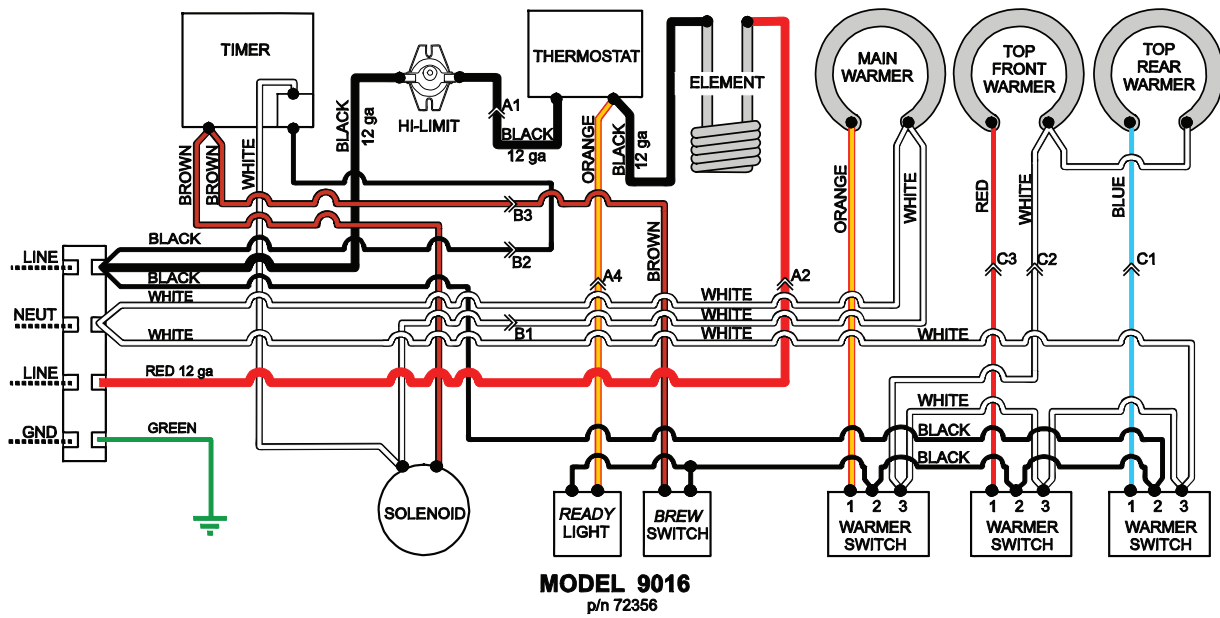 TIMER
THERMOSTAT
ELEMENT
MAIN
WARMER
TOP
FRONT
WARMER
TOP
REAR
WARMER
HI-LIMIT
A1
BLACK
12 ga
BLACK
12 ga
ORANGE
BLACK
12 ga
BROWN
BROWN
WHITE
ORANGE
WHITE
RED
WHITE
BLUE
B3
BLACK
B2
BROWN
LINE
BLACK
A4
A2
C3
C2
C1
WHITE
WHITE
NEUT
WHITE
B1
WHITE
WHITE
WHITE
LINE
RED 12 ga
WHITE
GND
GREEN
BLACK
BLACK
SOLENOID
READY
LIGHT
BREW
SWITCH
1 2 3
WARMER
SWITCH
1 2 3
WARMER
SWITCH
1 2 3
WARMER
SWITCH
MODEL 9016
p/n 72356